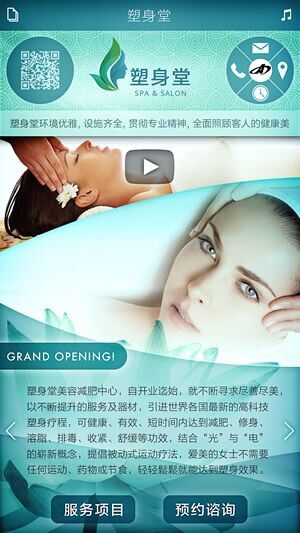 塑身堂
塑身堂
SPA & SALON
塑身堂环境优雅, 设施齐全, 贯彻专业精神, 全面照顾客人的健康美
GRAND OPENING!
塑身堂美容减肥中心，自开业迄始，就不断寻求尽善尽美，
以不断提升的服务及器材，引进世界各国最新的高科技
塑身疗程，可健康、有效、短时间内达到减肥、修身、
溶脂、排毒、收紧、舒缓等功效，结合“光”与“电”
的崭新概念，提倡被动式运动疗法，爱美的女士不需要
任何运动、药物或节食，轻轻鬆鬆就能达到塑身效果。
服务项目
预约咨询